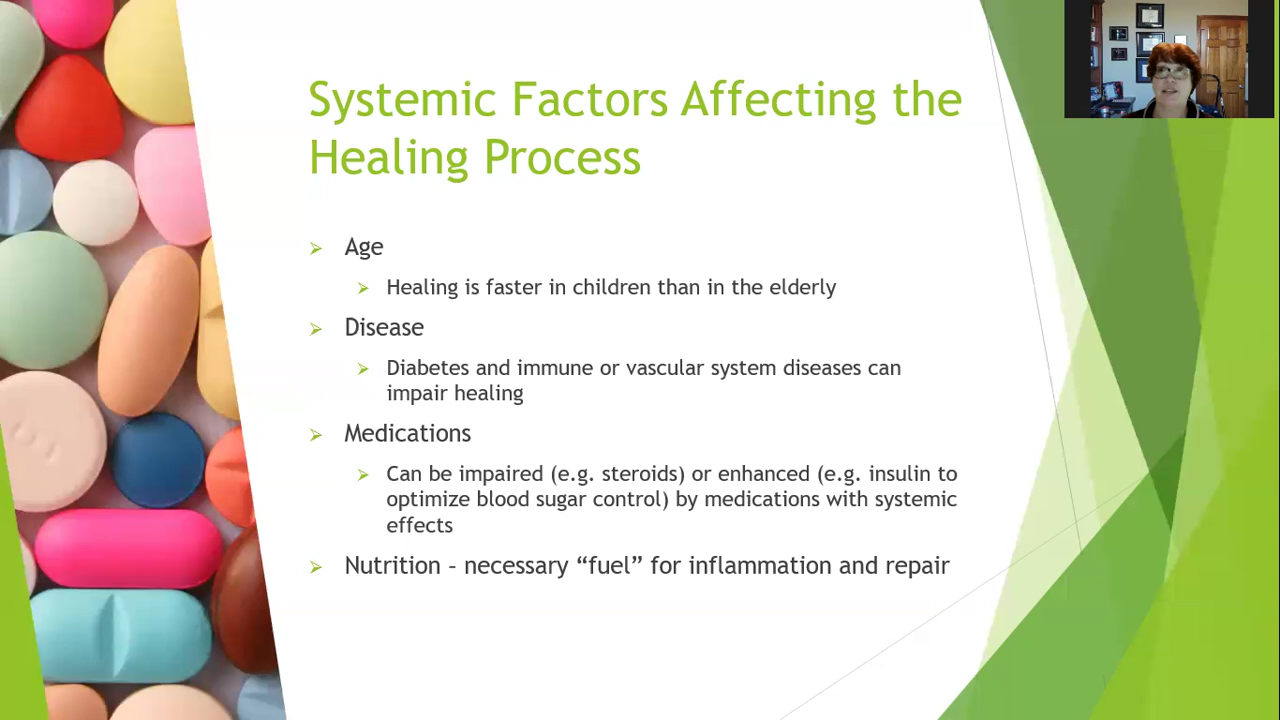 Systemic Factors Affecting the
Healing Process
Age
Healing is faster in children than in the elderly
Disease
Diabetes and immune or vascular system diseases can
impair healing
Medications
Can be impaired (e.g. steroids) or enhanced (e.g. insulin to
optimize blood sugar control) by medications with systemic
effects
Nutrition – necessary “fuel” for inflammation and repair